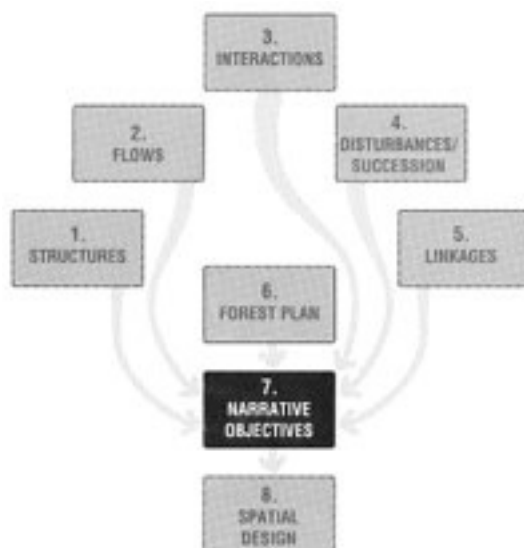 3.
INTERACTIONS
2.
FLOWS
4.
DISTURBANCES/
SUCCESSION
1.
STRUCTURES
5.
LINKAGES
6.
FOREST PLAN
7.
NARRATIVE
OBJECTIVES
8.
SPATIAL
DESIGN